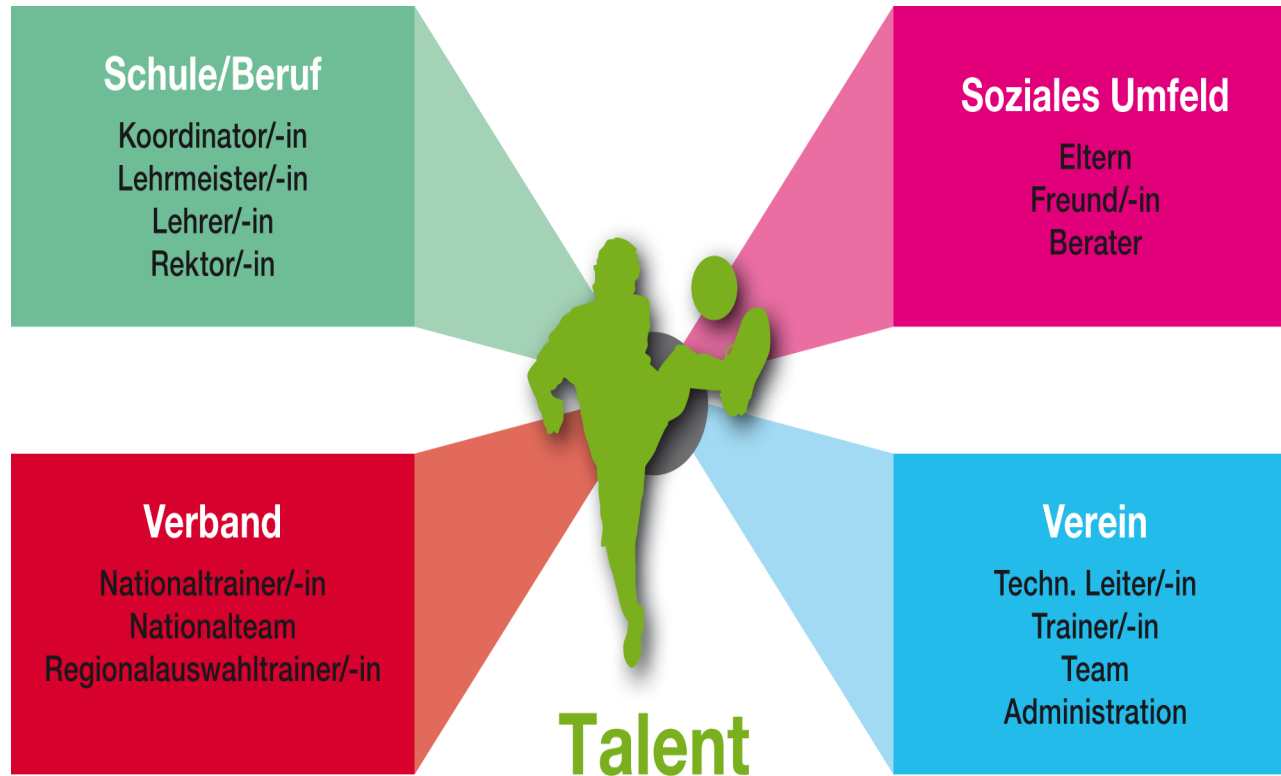 Schule/Beruf
Koordinator/-in
Lehrmeister/-in
Lehrer/-in
Rektor/-in
Soziales Umfeld
Eltern
Freund/-in
Berater
Verband
Nationaltrainer/-in
Nationalteam
Regionalauswahltrainer/-in
Verein
Techn. Leiter/-in
Trainer/-in
Team
Administration
Talent